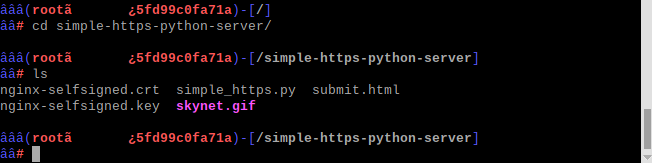 âââ(rootã ¿5fd99c0fa71a)-[/]
ââ# cd simple-https-python-server/
âââ(rootã ¿5fd99c0fa71a)-[/simple-https-python-server]
ââ# ls
nginx-selfsigned.crt simple_https.py submit.html
nginx-selfsigned.key skynet.gif
âââ(rootã ¿5fd99c0fa71a)-[/simple-https-python-server]
ââ#